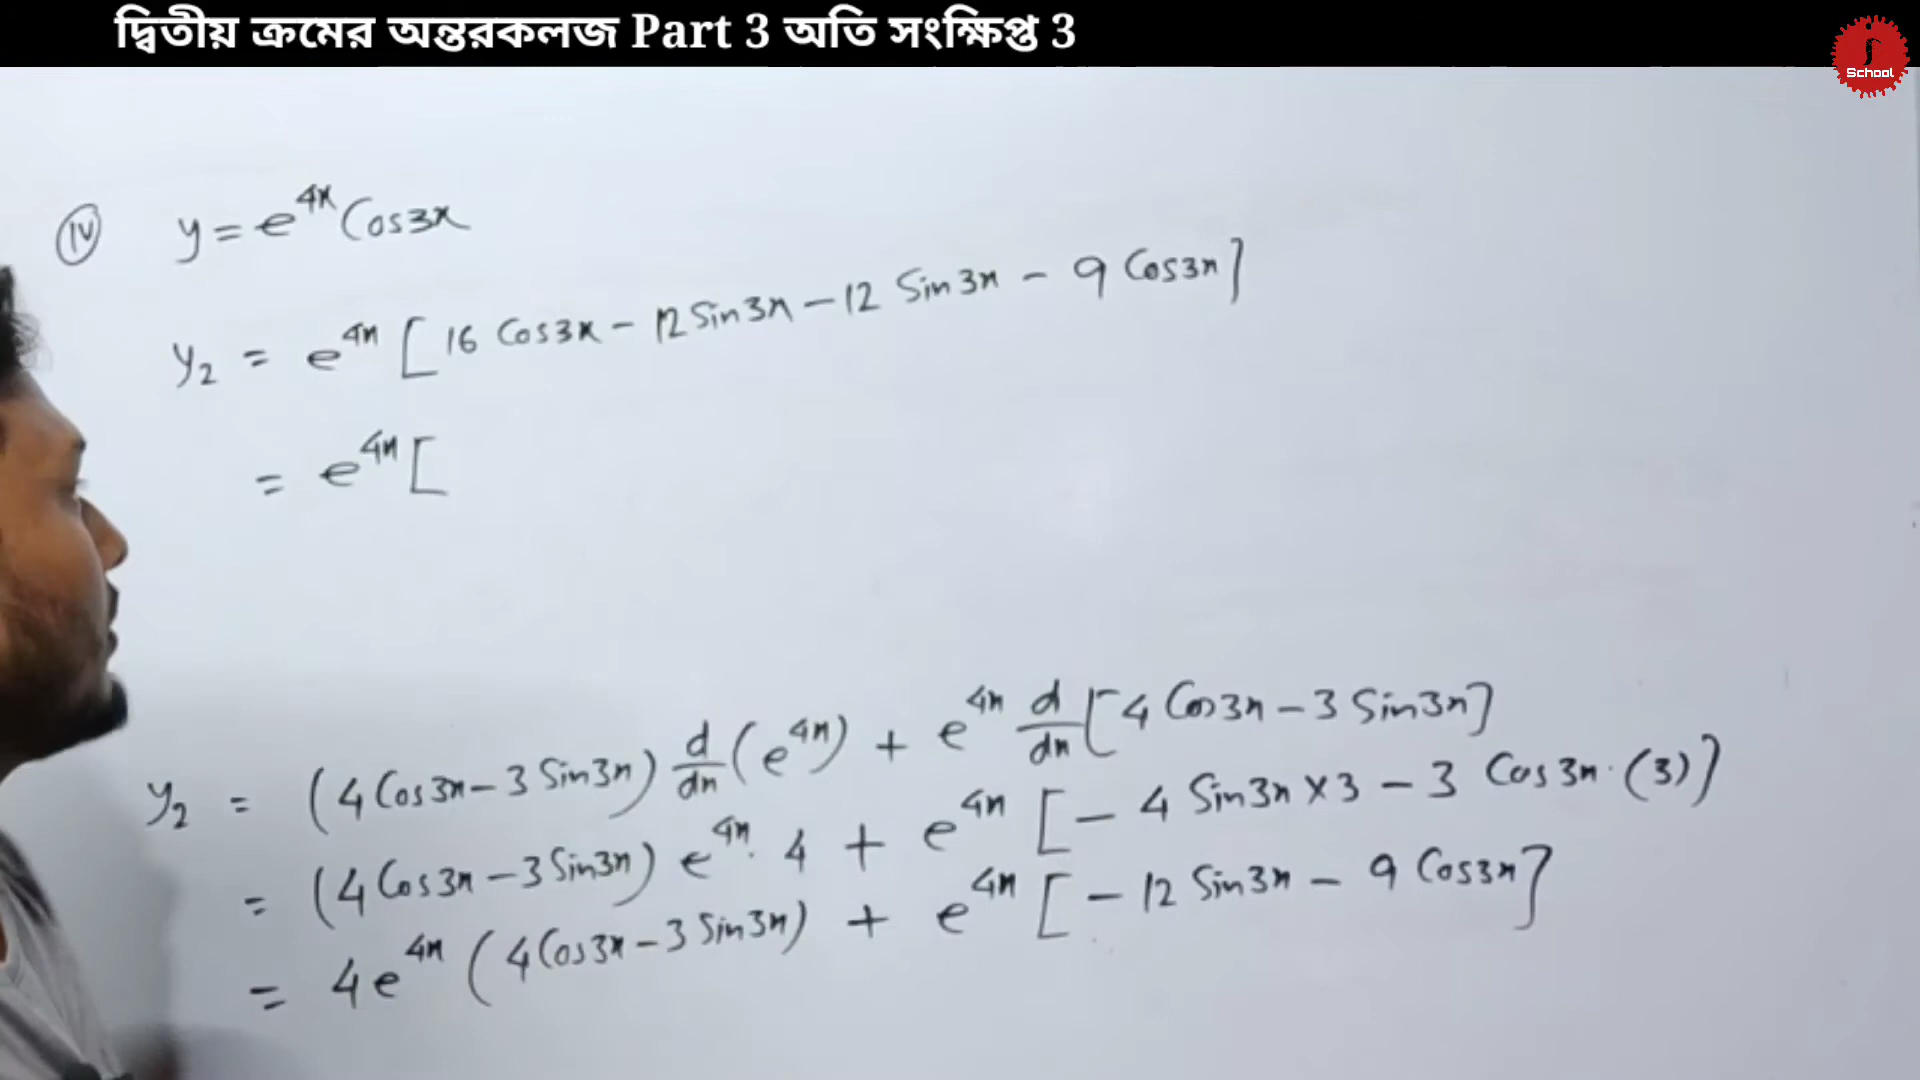 দ্বিতীয় ক্রমের অন্তরকলজ Part 3 অতি সংক্ষিপ্ত 3
School
(iv) y = e^{4x} Cos3x
y₂ = e^{4x} [16 Cos3x - 12 Sin3x - 12 Sin3x - 9 Cos3x]
= e^{4x} [
y₂ = (4 Cos3x - 3 Sin3x) d/dx (e^{4x}) + e^{4x} d/dx [4 Cos3x - 3 Sin3x]
= (4 Cos3x - 3 Sin3x) e^{4x} . 4 + e^{4x} [- 4 Sin3x × 3 - 3 Cos3x . (3)]
= 4e^{4x} (4 Cos3x - 3 Sin3x) + e^{4x} [- 12 Sin3x - 9 Cos3x]